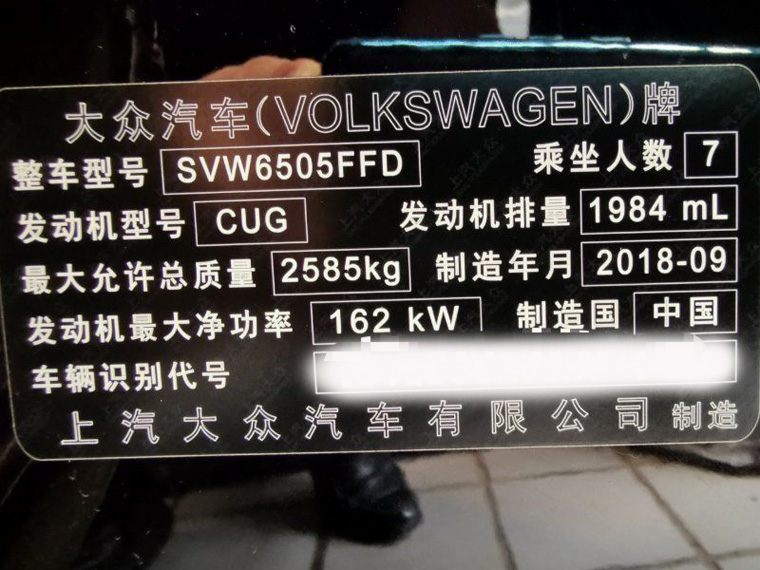 大众汽车(VOLKSWAGEN)牌
整车型号 SVW6505FFD 乘坐人数 7
发动机型号 CUG 发动机排量 1984 mL
最大允许总质量 2585kg 制造年月 2018-09
发动机最大净功率 162 kW 制造国 中国
车辆识别代号
上汽大众汽车有限公司 制造